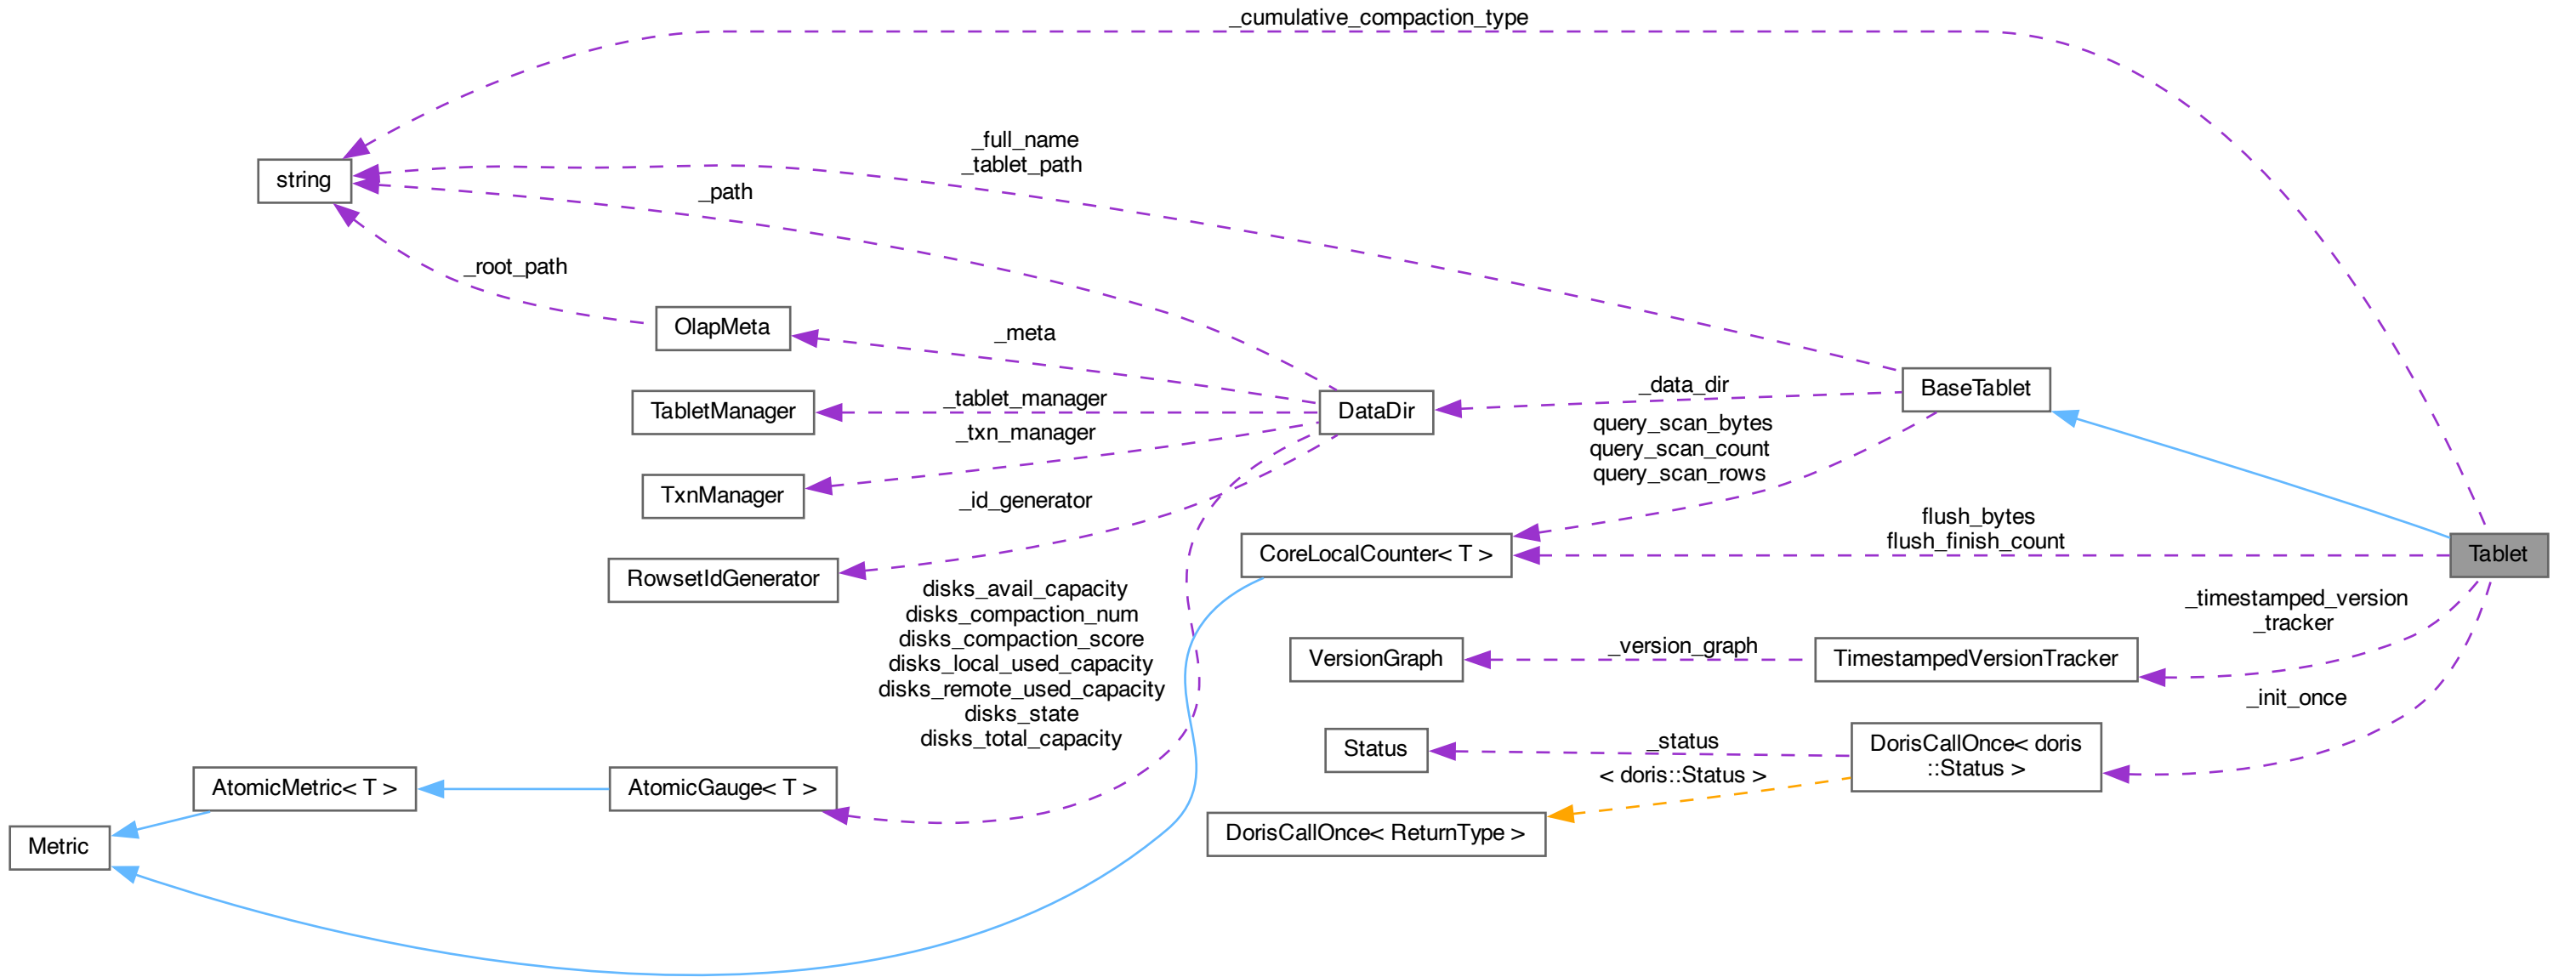 _cumulative_compaction_type
_full_name
_tablet_path
string
_path
_root_path
OlapMeta
_meta
_data_dir
BaseTablet
TabletManager
_tablet_manager
DataDir
_txn_manager
query_scan_bytes
query_scan_count
query_scan_rows
TxnManager
_id_generator
flush_bytes
flush_finish_count
CoreLocalCounter< T >
Tablet
RowsetIdGenerator
disks_avail_capacity
disks_compaction_num
disks_compaction_score
disks_local_used_capacity
disks_remote_used_capacity
disks_state
disks_total_capacity
_timestamped_version
_tracker
VersionGraph
_version_graph
TimestampedVersionTracker
_init_once
Status
_status
DorisCallOnce< doris
::Status >
< doris::Status >
AtomicMetric< T >
AtomicGauge< T >
DorisCallOnce< ReturnType >
Metric